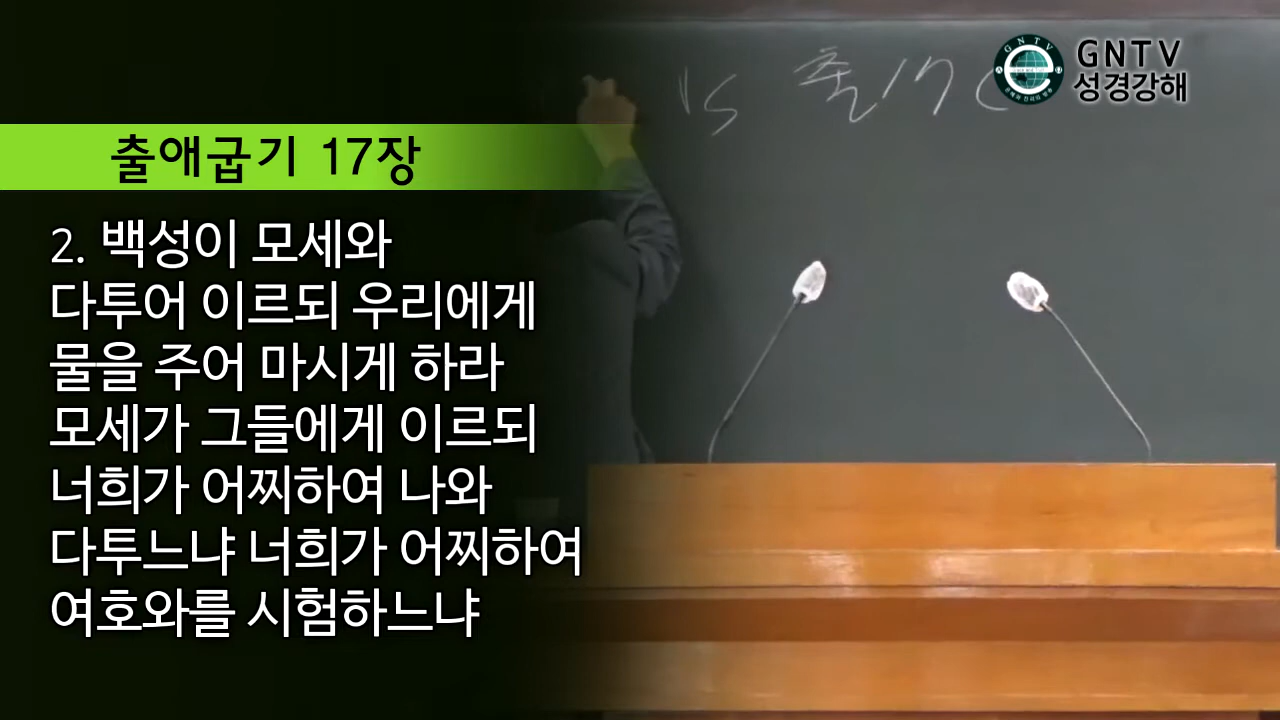 GNTV
성경강해
출17
출애굽기 17장
2. 백성이 모세와
다투어 이르되 우리에게
물을 주어 마시게 하라
모세가 그들에게 이르되
너희가 어찌하여 나와
다투느냐 너희가 어찌하여
여호와를 시험하느냐